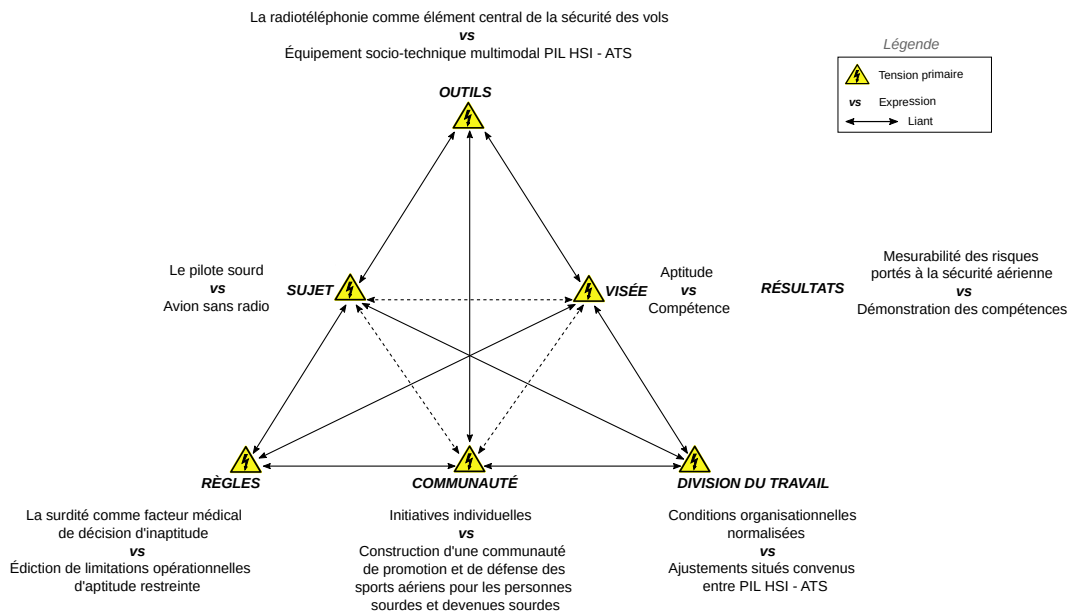 La radiotéléphonie comme élément central de la sécurité des vols
vs
Équipement socio-technique multimodal PIL HSI - ATS
OUTILS
Légende
Tension primaire
vs Expression
Liant
Le pilote sourd
vs
Avion sans radio
SUJET
VISÉE
Aptitude
vs
Compétence
RÉSULTATS
Mesurabilité des risques
portés à la sécurité aérienne
vs
Démonstration des compétences
RÈGLES
La surdité comme facteur médical
de décision d'inaptitude
vs
Édiction de limitations opérationnelles
d'aptitude restreinte
COMMUNAUTÉ
Initiatives individuelles
vs
Construction d'une communauté
de promotion et de défense des
sports aériens pour les personnes
sourdes et devenues sourdes
DIVISION DU TRAVAIL
Conditions organisationnelles
normalisées
vs
Ajustements situés convenus
entre PIL HSI - ATS